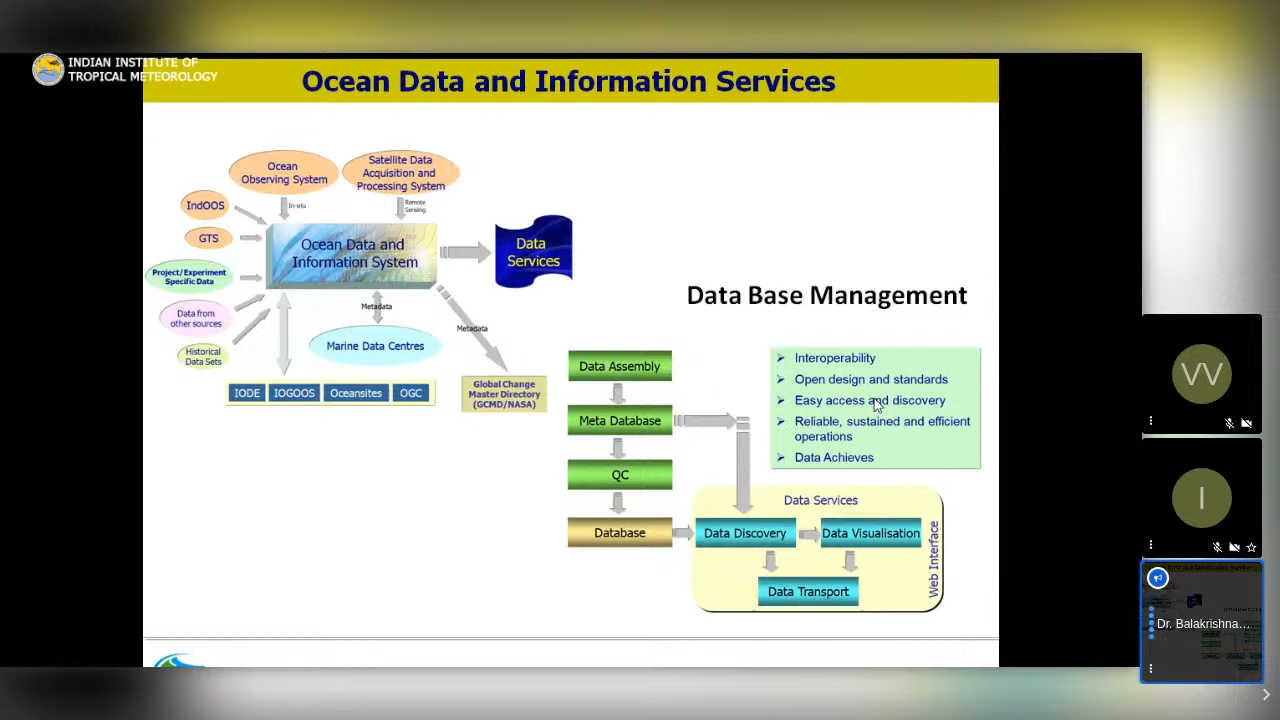 INDIAN INSTITUTE OF
TROPICAL METEOROLOGY
Ocean Data and Information Services
Ocean
Observing System
Satellite Data
Acquisition and
Processing System
IndOOS
In-situ
Remote
Sensing
GTS
Ocean Data and
Information System
Data
Services
Project/Experiment
Specific Data
Data from
other sources
Historical
Data Sets
Metadata
Marine Data Centres
Metadata
IODE
IOGOOS
Oceansites
OGC
Global Change
Master Directory
(GCMD/NASA)
Data Base Management
Data Assembly
Meta Database
QC
Database
Interoperability
Open design and standards
Easy access and discovery
Reliable, sustained and efficient
operations
Data Achieves
Data Services
Data Discovery
Data Visualisation
Data Transport
Web Interface
VV
I
Dr. Balakrishna...